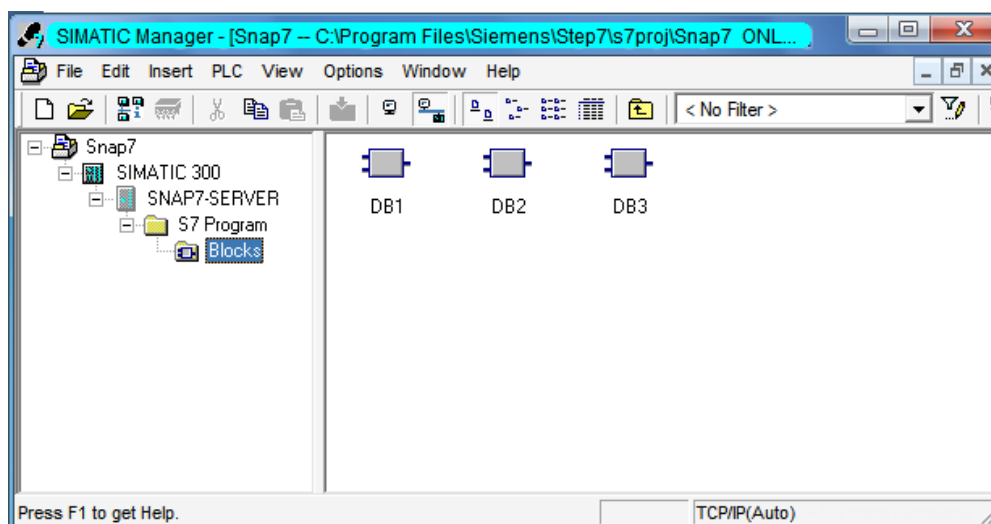 SIMATIC Manager - [Snap7 -- C:\Program Files\Siemens\Step7\s7proj\Snap7 ONL...
File Edit Insert PLC View Options Window Help
< No Filter >
Snap7
SIMATIC 300
SNAP7-SERVER
S7 Program
Blocks
DB1 DB2 DB3
Press F1 to get Help. TCP/IP(Auto)